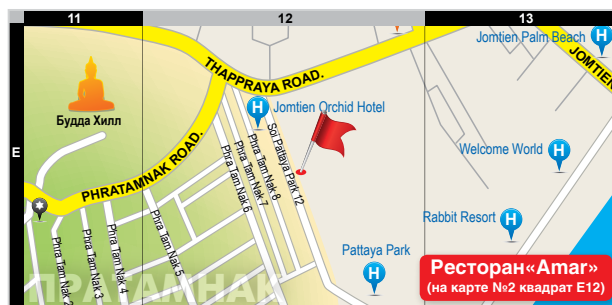 11
12
13
E
Jomtien Palm Beach
JOMTIEN
THAPPRAYA ROAD.
Будда Хилл
Jomtien Orchid Hotel
PHRATAMNAK ROAD.
Soi Pattaya Park 12
Phra Tam Nak 8
Phra Tam Nak 7
Phra Tam Nak 6
Phra Tam Nak 5
Phra Tam Nak 4
Phra Tam Nak 3
Phra Tam Nak 2
Welcome World
Rabbit Resort
Pattaya Park
ПРАТАМНАК
Ресторан«Amar»
(на карте №2 квадрат E12)